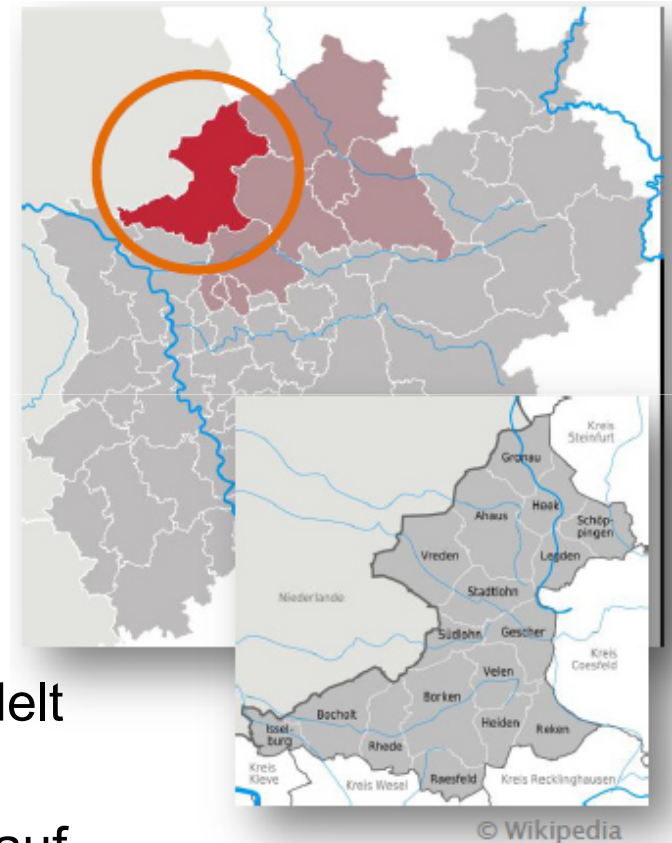 Kreis
Steinfurt
Gronau
Heek
Ahaus
Schöp-
pingen
Vreden
Legden
Stadtlohn
Niederlande
Südlohn
Gescher
Kreis
Coesfeld
Velen
Borken
Bocholt
Heiden
Reken
Issel-
burg
Rhede
Kreis
Kleve
Kreis Wesel
Raesfeld
Kreis Recklinghausen
delt
auf
© Wikipedia